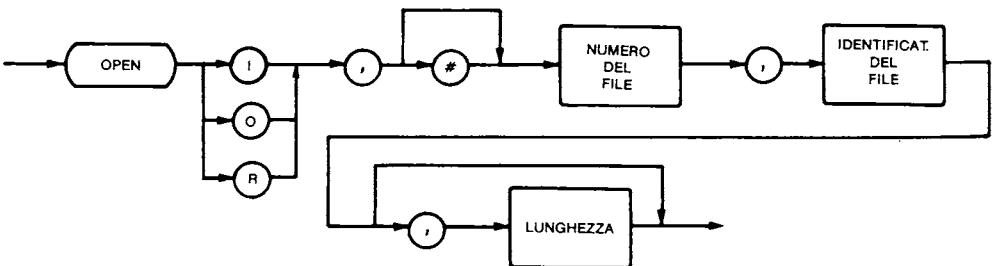 OPEN
I
O
R
,
#
NUMERO
DEL
FILE
,
IDENTIFICAT.
DEL
FILE
,
LUNGHEZZA